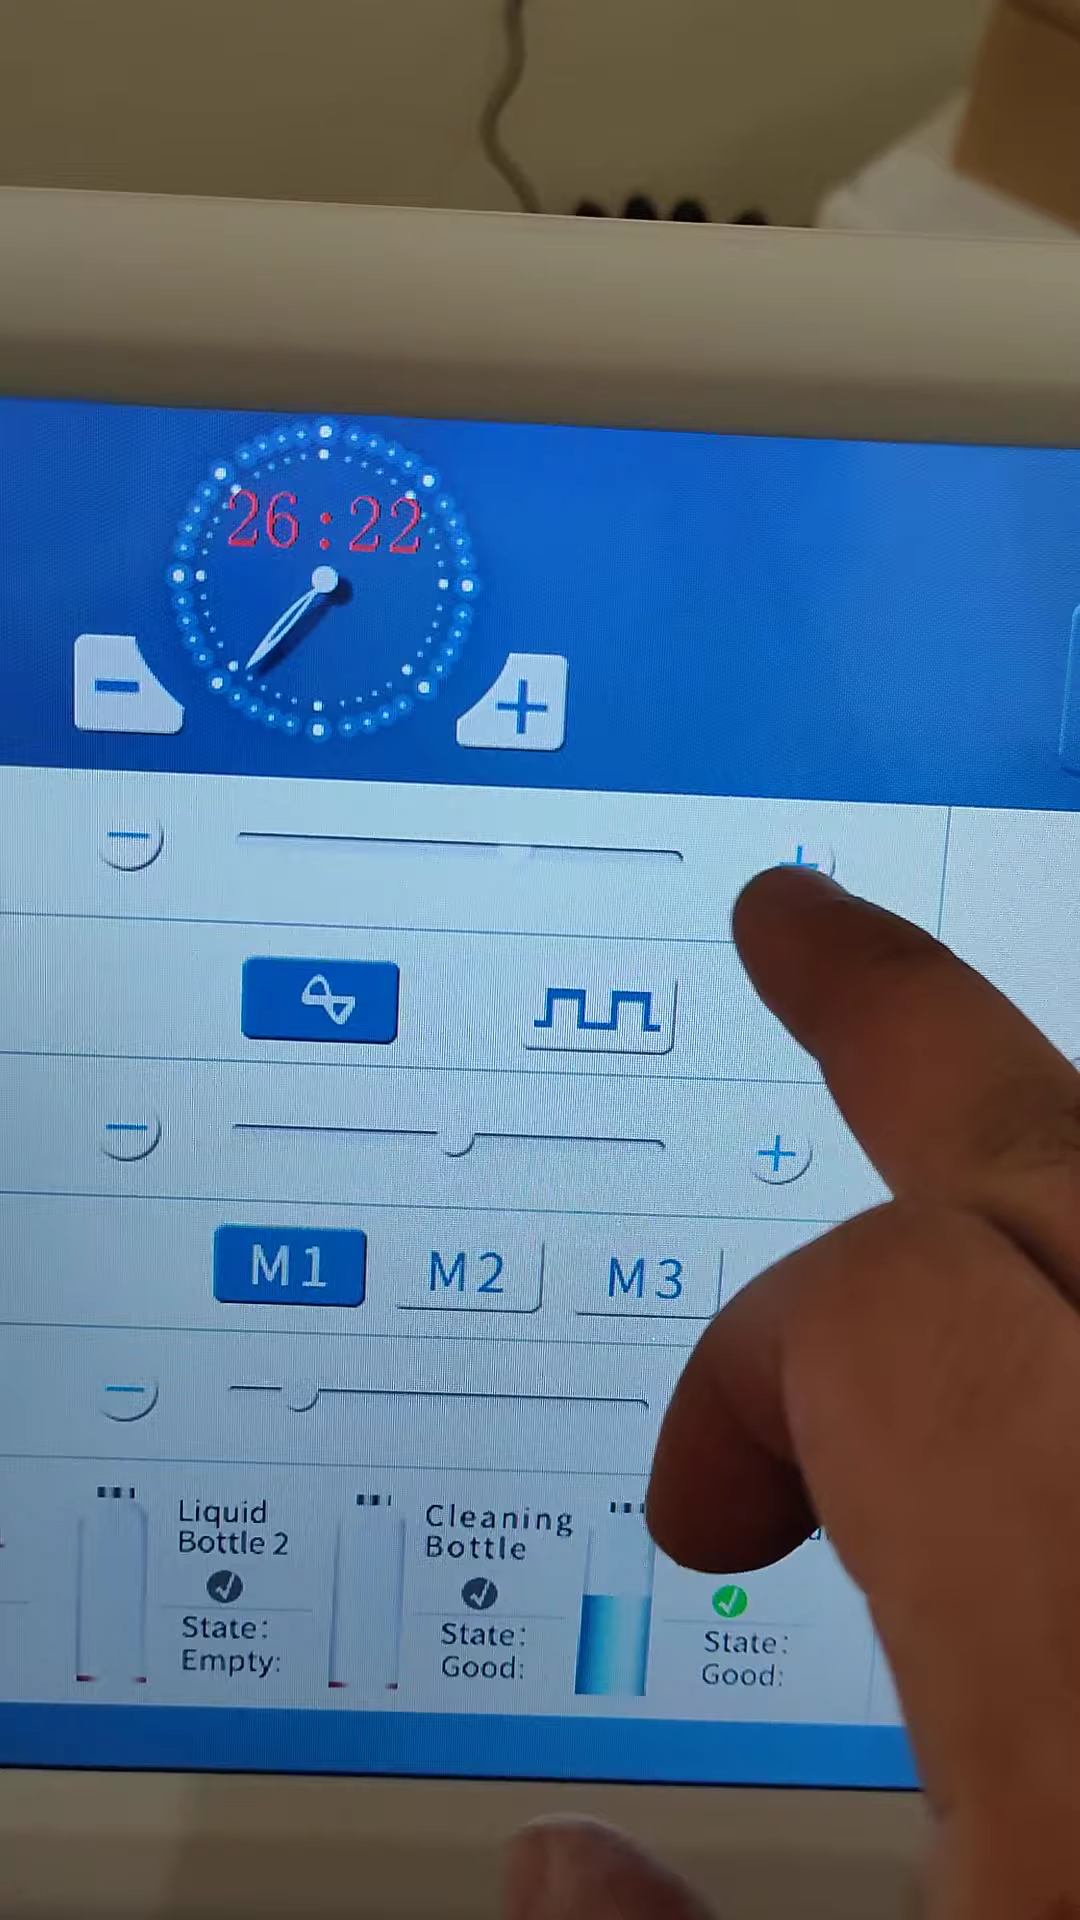 26:22
M1
M2
M3
Liquid
Bottle 2
State:
Empty:
Cleaning
Bottle
State:
Good:
State:
Good: